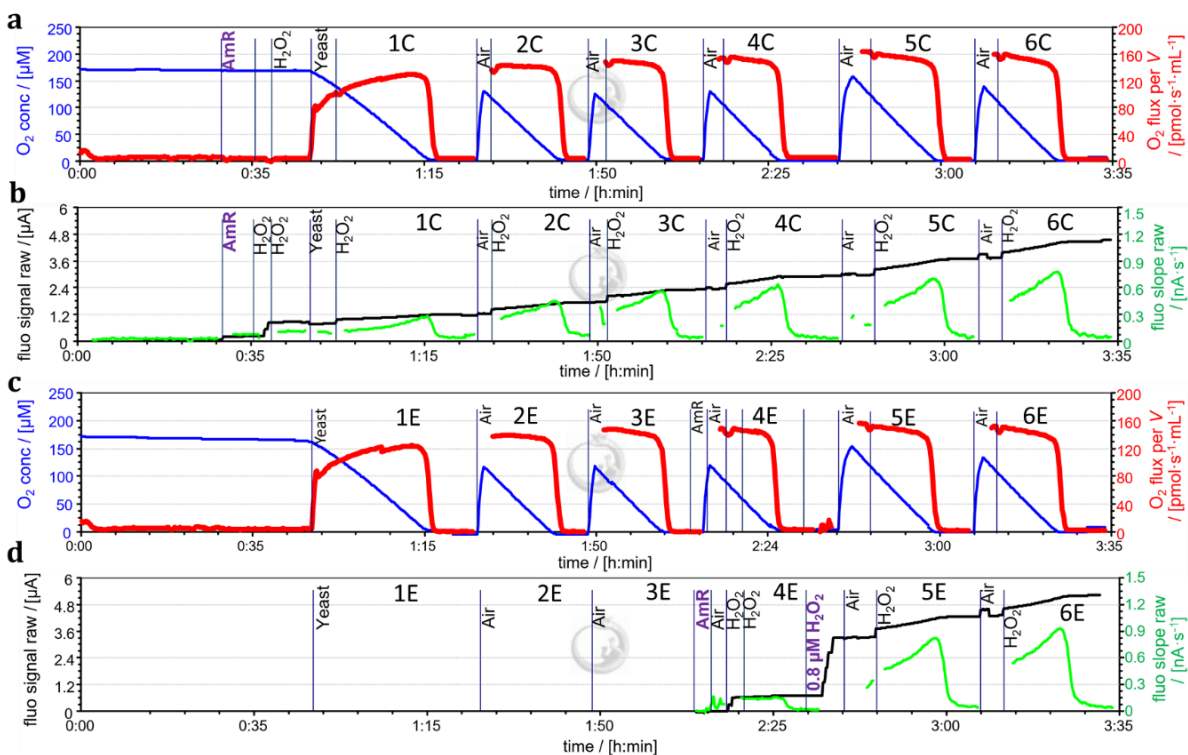 a
O₂ conc / [µM]
250
200
150
100
50
0
AmR
H₂O₂
Yeast
1C
Air
2C
Air
3C
Air
4C
Air
5C
Air
6C
200
160
120
80
40
0
O₂ flux per V
/ [pmol·s⁻¹·mL⁻¹]
0:00
0:35
1:15
1:50
2:25
3:00
3:35
time / [h:min]
b
fluo signal raw / [µA]
6
4.8
3.6
2.4
1.2
0
AmR
H₂O₂
H₂O₂
Yeast
H₂O₂
1C
Air
H₂O₂
2C
Air
H₂O₂
3C
Air
H₂O₂
4C
Air
H₂O₂
5C
Air
H₂O₂
6C
1.5
1.2
0.9
0.6
0.3
0
fluo slope raw
/ [nA·s⁻¹]
0:00
0:35
1:15
1:50
2:25
3:00
3:35
time / [h:min]
c
O₂ conc / [µM]
250
200
150
100
50
0
Yeast
1E
Air
2E
Air
3E
AmR
Air
4E
Air
5E
Air
6E
200
160
120
80
40
0
O₂ flux per V
/ [pmol·s⁻¹·mL⁻¹]
0:00
0:35
1:15
1:50
2:24
3:00
3:35
time / [h:min]
d
fluo signal raw / [µA]
6
4.8
3.6
2.4
1.2
0
Yeast
1E
Air
2E
Air
3E
AmR
Air
H₂O₂
H₂O₂
4E
0.8 µM H₂O₂
Air
H₂O₂
5E
Air
H₂O₂
6E
1.5
1.2
0.9
0.6
0.3
0
fluo slope raw
/ [nA·s⁻¹]
0:00
0:35
1:15
1:50
2:25
3:00
3:35
time / [h:min]